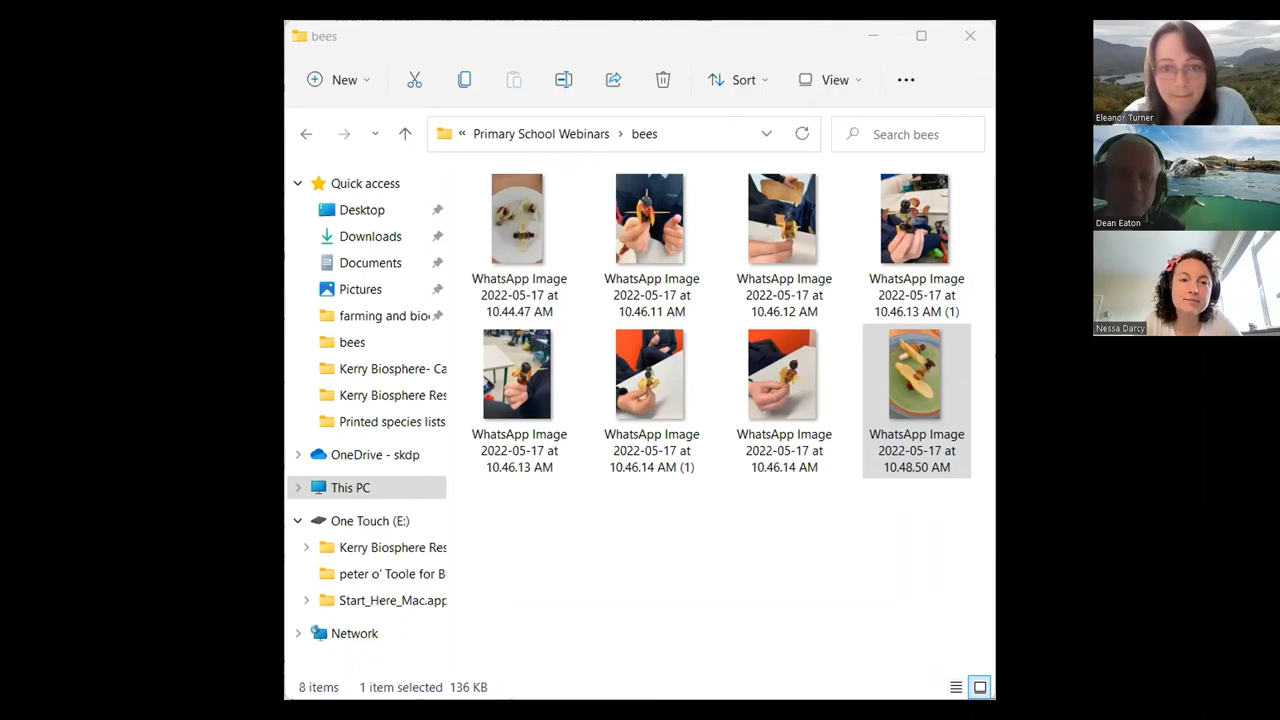 bees
New
Sort
View
Primary School Webinars
bees
Search bees
Quick access
Desktop
Downloads
Documents
Pictures
farming and bio
bees
Kerry Biosphere- Ca
Kerry Biosphere Res
Printed species lists
OneDrive - skdp
This PC
One Touch (E:)
Kerry Biosphere Res
peter o' Toole for B
Start_Here_Mac.app
Network
WhatsApp Image
2022-05-17 at
10.44.47 AM
WhatsApp Image
2022-05-17 at
10.46.11 AM
WhatsApp Image
2022-05-17 at
10.46.12 AM
WhatsApp Image
2022-05-17 at
10.46.13 AM (1)
WhatsApp Image
2022-05-17 at
10.46.13 AM
WhatsApp Image
2022-05-17 at
10.46.14 AM (1)
WhatsApp Image
2022-05-17 at
10.46.14 AM
WhatsApp Image
2022-05-17 at
10.48.50 AM
8 items 1 item selected 136 KB
Eleanor Turner
Dean Eaton
Nessa Darcy